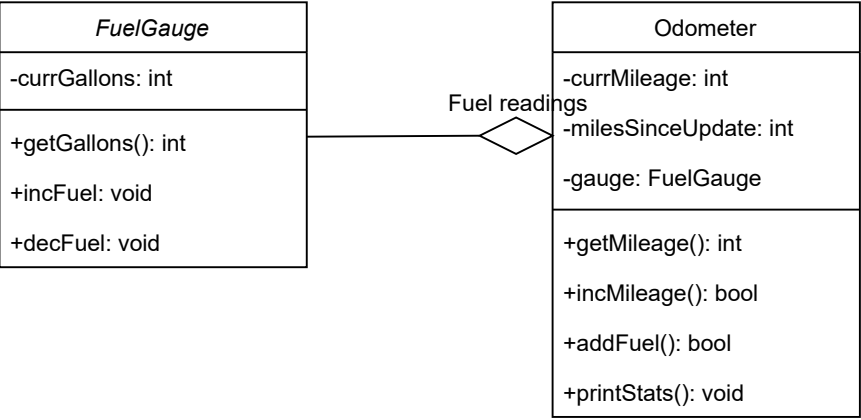 FuelGauge
-currGallons: int
+getGallons(): int
+incFuel: void
+decFuel: void
Fuel readings
Odometer
-currMileage: int
-milesSinceUpdate: int
-gauge: FuelGauge
+getMileage(): int
+incMileage(): bool
+addFuel(): bool
+printStats(): void